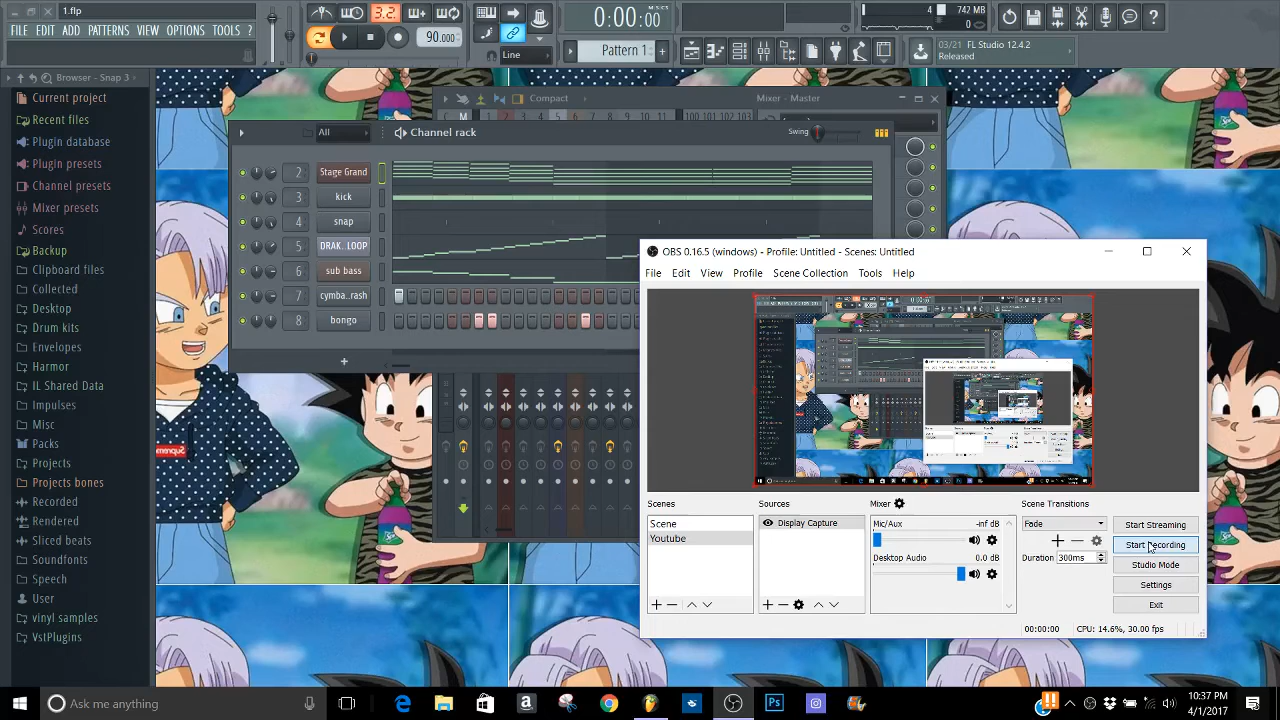 1.flp
FILE EDIT ADD PATTERNS VIEW OPTIONS TOOLS ?
3.2
90.000
0:00:00
Line
Pattern 1
4
742 MB
0
03/21 FL Studio 12.4.2
Released
Browser - Snap 3
Current project
Recent files
Plugin database
Plugin presets
Channel presets
Mixer presets
Scores
Backup
Clipboard files
Collected
Desktop
Drum kits
Envelopes
Harmor
IL Shared Data
Impulses
Misc
Packs
Projects
Projects bones
Recorded
Rendered
Sliced beats
Soundfonts
Speech
User
vinyl samples
VstPlugins
Compact
Mixer - Master
100 101 102 103
All
Channel rack
Swing
2 Stage Grand
3 kick
4 snap
5 DRAK..LOOP
6 sub bass
7 cymba..rash
8 bongo
OBS 0.16.5 (windows) - Profile: Untitled - Scenes: Untitled
File Edit View Profile Scene Collection Tools Help
Scenes
Scene
Youtube
Sources
Display Capture
Mixer
Mic/Aux -inf dB
Desktop Audio 0.0 dB
Scene Transitions
Fade
Duration 300ms
Start Streaming
Start Recording
Studio Mode
Settings
Exit
00:00:00 CPU: 14.6%, 30.00 fps
Ask me anything
10:37 PM
4/1/2017